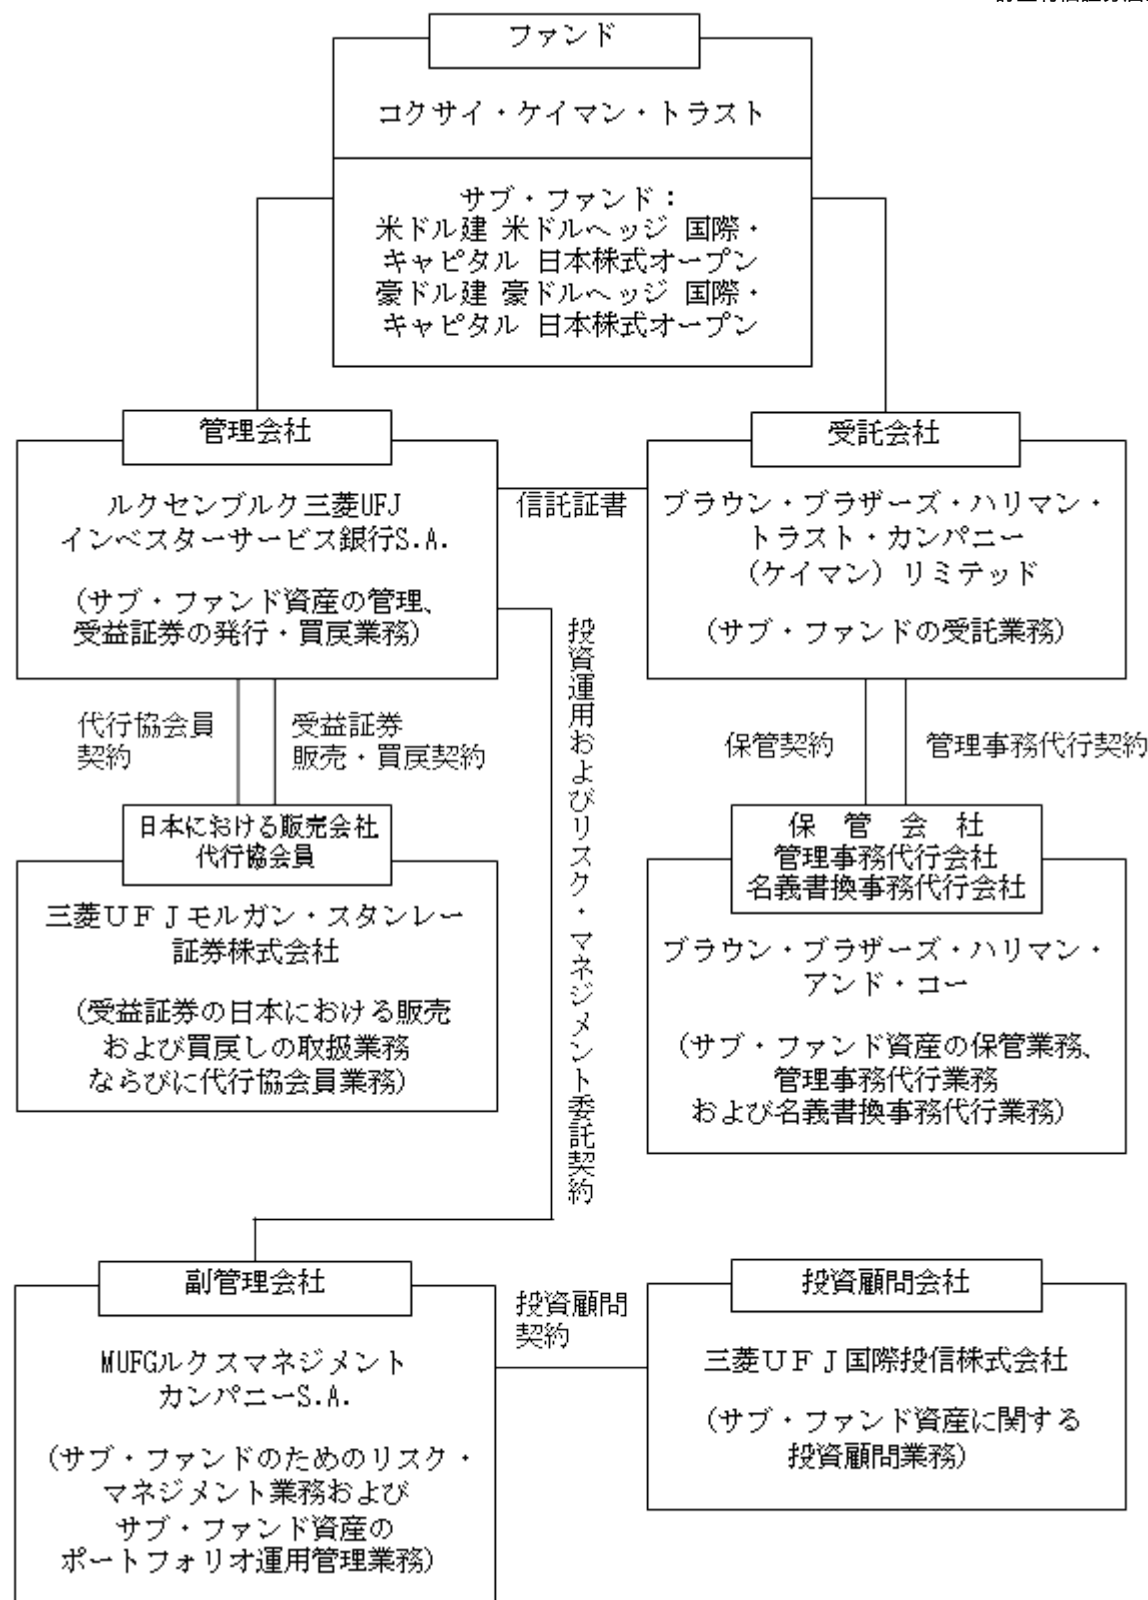 ファンド
コクサイ・ケイマン・トラスト
サブ・ファンド：
米ドル建 米ドルヘッジ 国際・
キャピタル 日本株式オープン
豪ドル建 豪ドルヘッジ 国際・
キャピタル 日本株式オープン
管理会社
ルクセンブルク三菱UFJ
インベスターサービス銀行S.A.
(サブ・ファンド資産の管理、
受益証券の発行・買戻業務)
信託証書
受託会社
ブラウン・ブラザーズ・ハリマン・
トラスト・カンパニー
(ケイマン) リミテッド
(サブ・ファンドの受託業務)
代行協会員
契約
受益証券
販売・買戻契約
投資運用およびリスク・マネジメント委託契約
保管契約
管理事務代行契約
日本における販売会社
代行協会員
三菱ＵＦＪモルガン・スタンレー
証券株式会社
(受益証券の日本における販売
および買戻しの取扱業務
ならびに代行協会員業務)
保　管　会　社
管理事務代行会社
名義書換事務代行会社
ブラウン・ブラザーズ・ハリマン・
アンド・コー
(サブ・ファンド資産の保管業務、
管理事務代行業務
および名義書換事務代行業務)
副管理会社
MUFGルクスマネジメント
カンパニーS.A.
(サブ・ファンドのためのリスク・
マネジメント業務および
サブ・ファンド資産の
ポートフォリオ運用管理業務)
投資顧問
契約
投資顧問会社
三菱ＵＦＪ国際投信株式会社
(サブ・ファンド資産に関する
投資顧問業務)